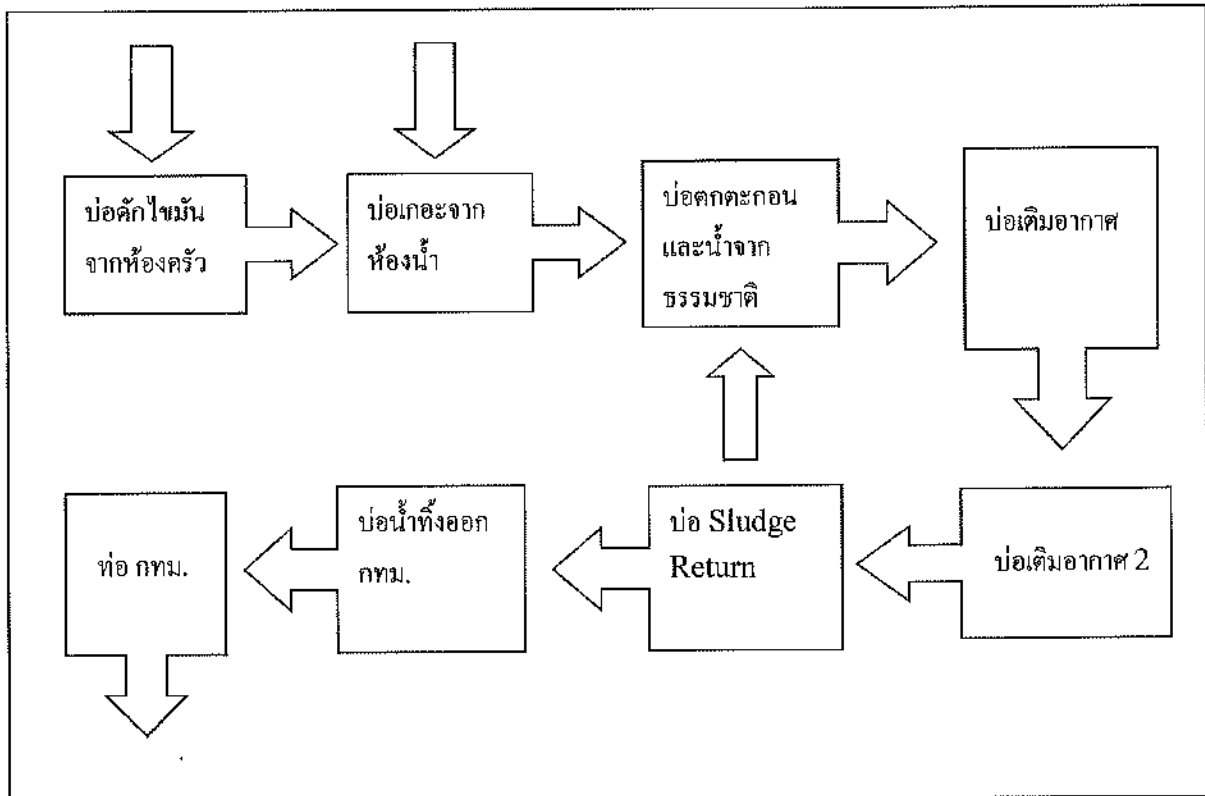 บ่อดักไขมัน
จากห้องครัว
บ่อเกอะจาก
ห้องน้ำ
บ่อตกตะกอน
และน้ำจาก
ธรรมชาติ
บ่อเติมอากาศ
บ่อเติมอากาศ 2
บ่อ Sludge
Return
บ่อน้ำทิ้งออก
กทม.
ท่อ กทม.